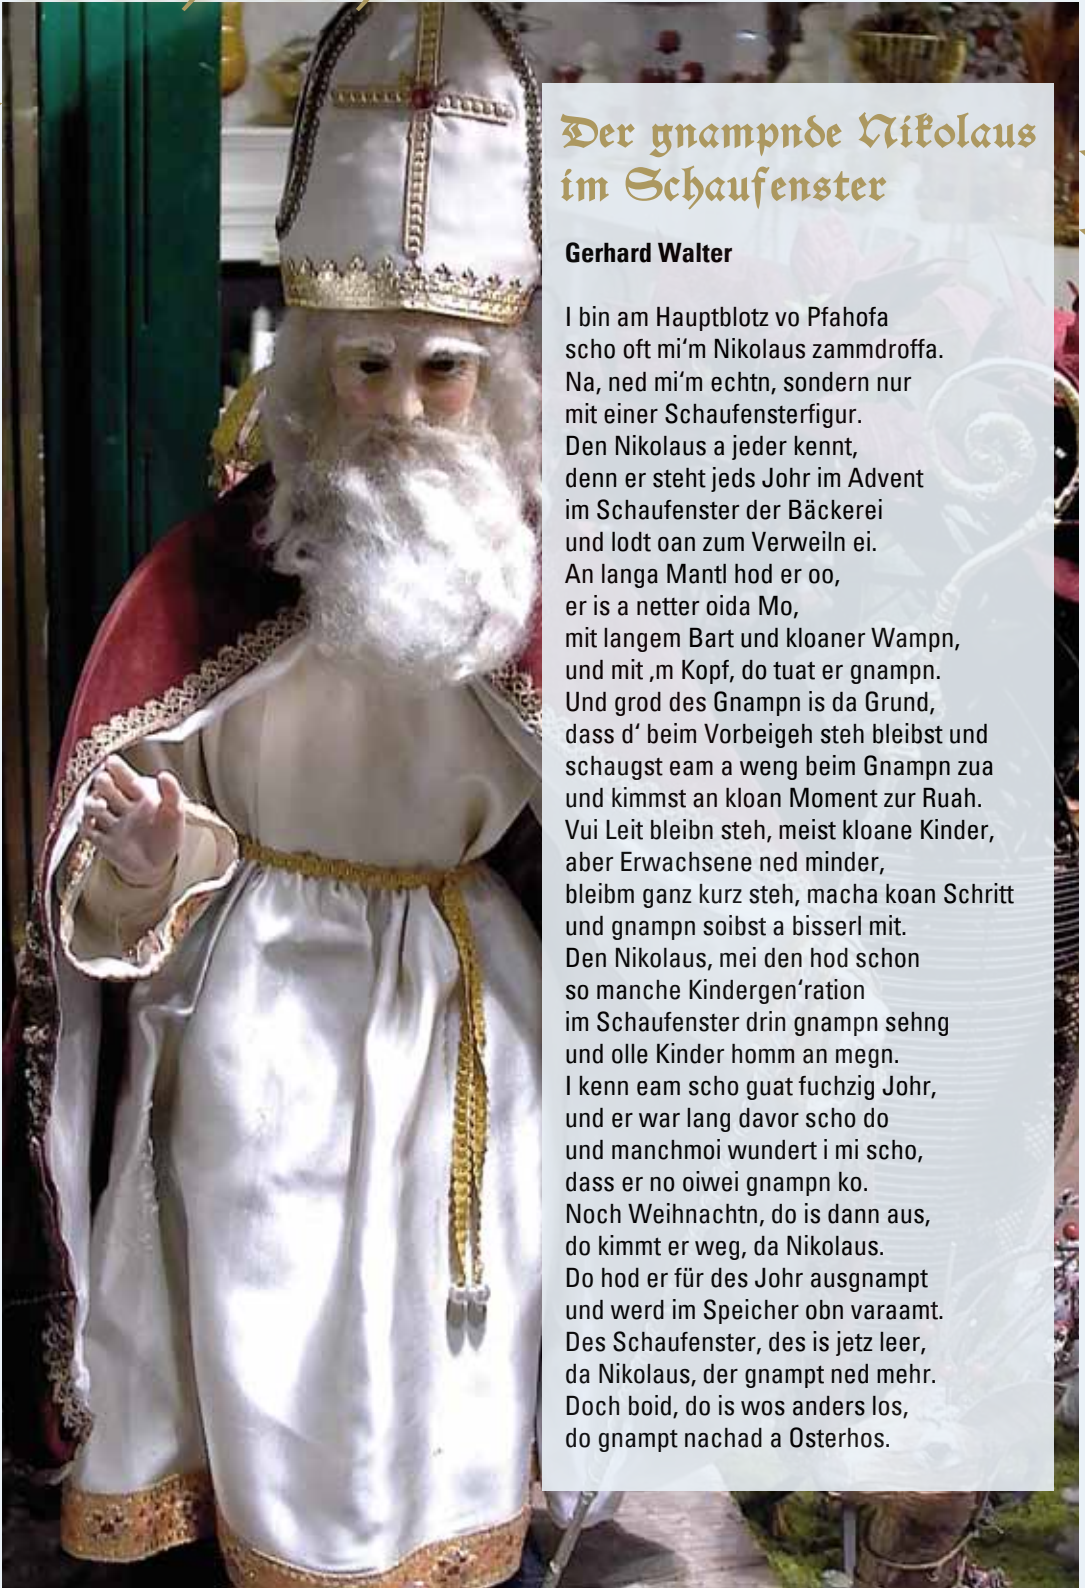 Der gnampnde Nikolaus
im Schaufenster
Gerhard Walter
I bin am Hauptblotz vo Pfahofa
scho oft mi‘m Nikolaus zammdroffa.
Na, ned mi‘m echtn, sondern nur
mit einer Schaufensterfigur.
Den Nikolaus a jeder kennt,
denn er steht jeds Johr im Advent
im Schaufenster der Bäckerei
und lodt oan zum Verweiln ei.
An langa Mantl hod er oo,
er is a netter oida Mo,
mit langem Bart und kloaner Wampn,
und mit ‚m Kopf, do tuat er gnampn.
Und grod des Gnampn is da Grund,
dass d‘ beim Vorbeigeh steh bleibst und
schaugst eam a weng beim Gnampn zua
und kimmst an kloan Moment zur Ruah.
Vui Leit bleibn steh, meist kloane Kinder,
aber Erwachsene ned minder,
bleibm ganz kurz steh, macha koan Schritt
und gnampn soibst a bisserl mit.
Den Nikolaus, mei den hod schon
so manche Kindergen‘ration
im Schaufenster drin gnampn sehng
und olle Kinder homm an megn.
I kenn eam scho guat fuchzig Johr,
und er war lang davor scho do
und manchmoi wundert i mi scho,
dass er no oiwei gnampn ko.
Noch Weihnachtn, do is dann aus,
do kimmt er weg, da Nikolaus.
Do hod er für des Johr ausgnampt
und werd im Speicher obn varaamt.
Des Schaufenster, des is jetz leer,
da Nikolaus, der gnampt ned mehr.
Doch boid, do is wos anders los,
do gnampt nachad a Osterhos.